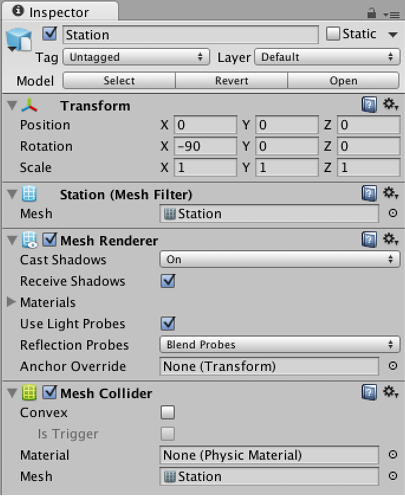 Inspector
Station Static
Tag Untagged Layer Default
Model Select Revert Open
Transform
Position X 0 Y 0 Z 0
Rotation X -90 Y 0 Z 0
Scale X 1 Y 1 Z 1
Station (Mesh Filter)
Mesh Station
Mesh Renderer
Cast Shadows On
Receive Shadows
Materials
Use Light Probes
Reflection Probes Blend Probes
Anchor Override None (Transform)
Mesh Collider
Convex
Is Trigger
Material None (Physic Material)
Mesh Station